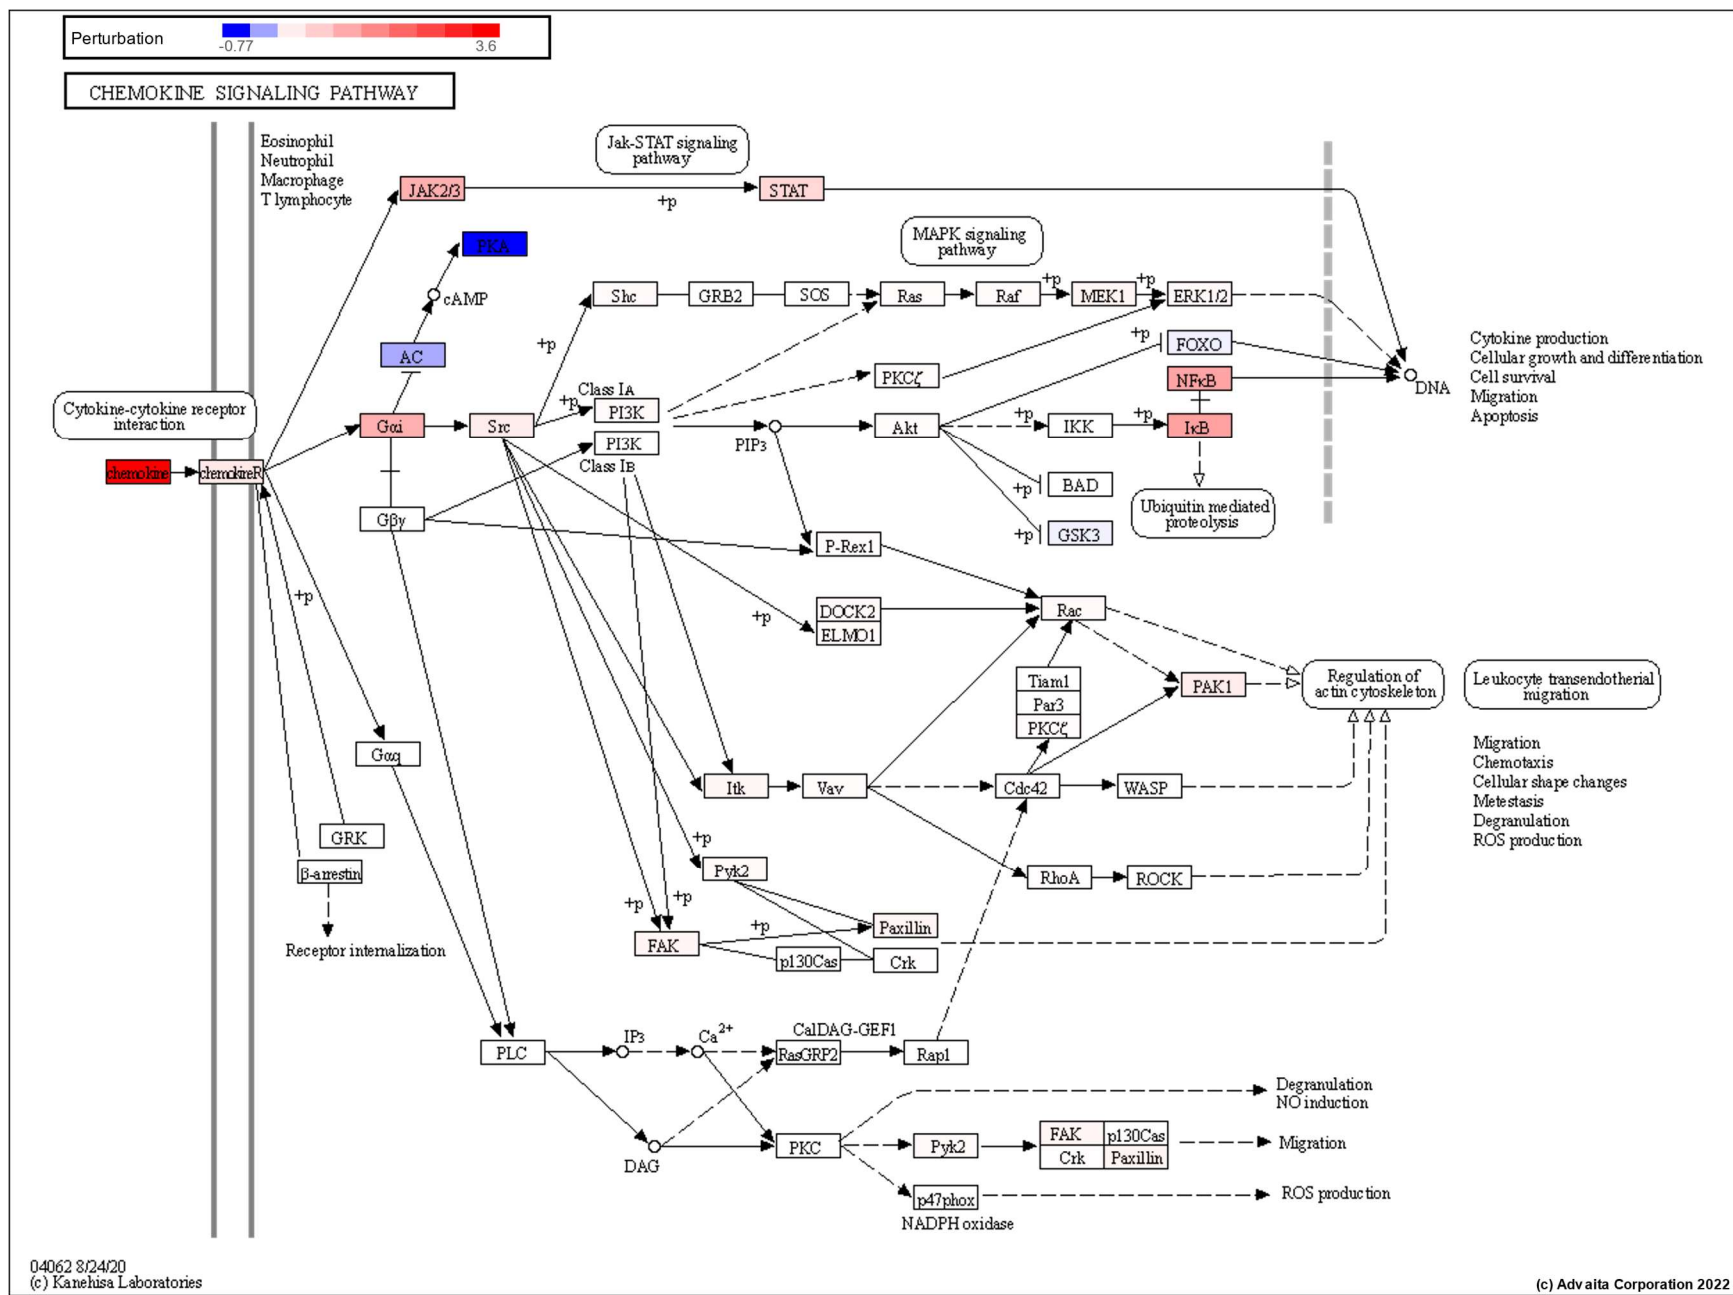 Perturbation
-0.77
3.6
CHEMOKINE SIGNALING PATHWAY
Eosinophil
Neutrophil
Macrophage
T lymphocyte
Jak-STAT signaling
pathway
JAK2/3
+p
STAT
PKA
cAMP
AC
MAPK signaling
pathway
Shc
GRB2
SOS
Ras
Raf
+p
MEK1
+p
ERK1/2
+p
+p
FOXO
PKCζ
NFκB
DNA
Cytokine production
Cellular growth and differentiation
Cell survival
Migration
Apoptosis
Cytokine-cytokine receptor
interaction
Class IA
+p
PI3K
Gαi
Src
PI3K
Class IB
PIP3
Akt
+p
IKK
+p
IκB
chemokine
chemokineR
+p
BAD
Ubiquitin mediated
proteolysis
Gβγ
+p
GSK3
P-Rex1
+p
+p
DOCK2
ELMO1
Rac
Tiam1
Par3
PKCζ
PAK1
Regulation of
actin cytoskeleton
Leukocyte transendotherial
migration
Gαq
Migration
Chemotaxis
Cellular shape changes
Metestasis
Degranulation
ROS production
Itk
Vav
Cdc42
WASP
GRK
+p
β-arrestin
Pyk2
RhoA
ROCK
+p
+p
+p
Paxillin
FAK
p130Cas
Crk
Receptor internalization
PLC
IP3
Ca2+
CalDAG-GEF1
RasGRP2
Rap1
Degranulation
NO induction
DAG
PKC
Pyk2
FAK
p130Cas
Crk
Paxillin
Migration
p47phox
NADPH oxidase
ROS production
04062 8/24/20
(c) Kanehisa Laboratories
(c) Advaita Corporation 2022